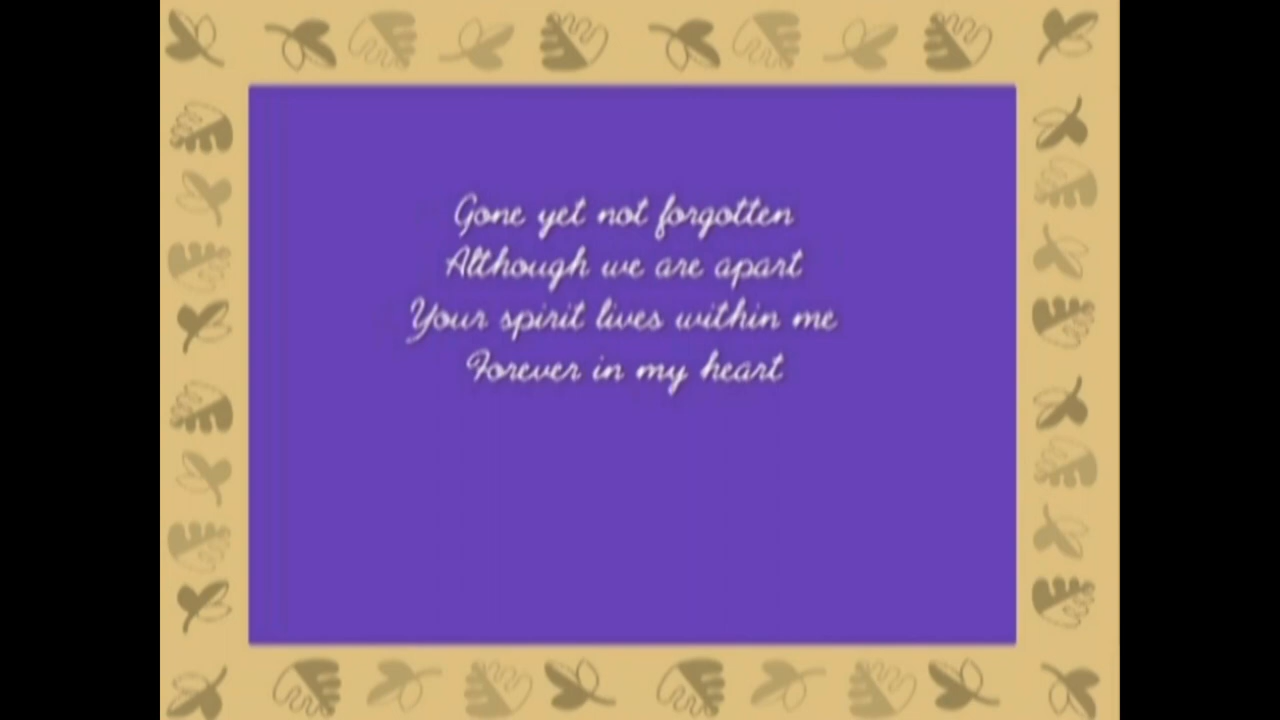 Gone yet not forgotten
Although we are apart
Your spirit lives within me
Forever in my heart